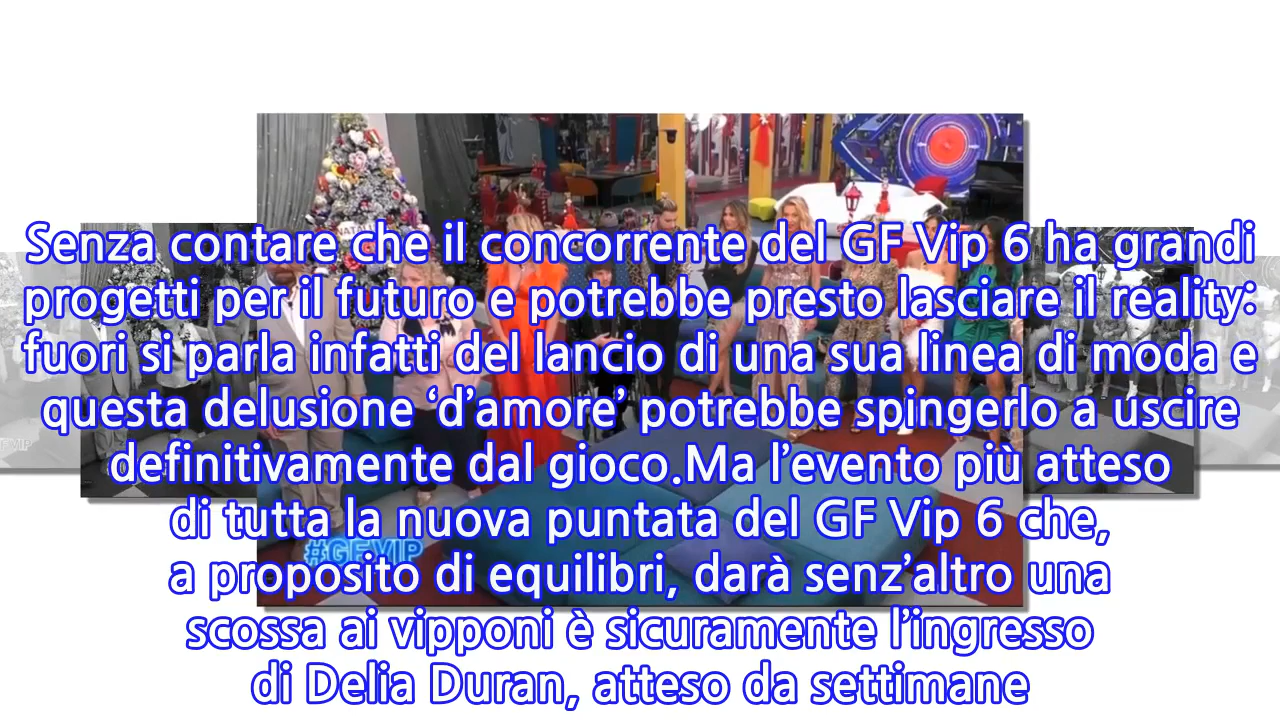 Senza contare che il concorrente del GF Vip 6 ha grandi
progetti per il futuro e potrebbe presto lasciare il reality:
fuori si parla infatti del lancio di una sua linea di moda e
questa delusione ‘d’amore’ potrebbe spingerlo a uscire
definitivamente dal gioco.Ma l’evento più atteso
di tutta la nuova puntata del GF Vip 6 che,
#GFVIP
a proposito di equilibri, darà senz’altro una
scossa ai vipponi è sicuramente l’ingresso
di Delia Duran, atteso da settimane